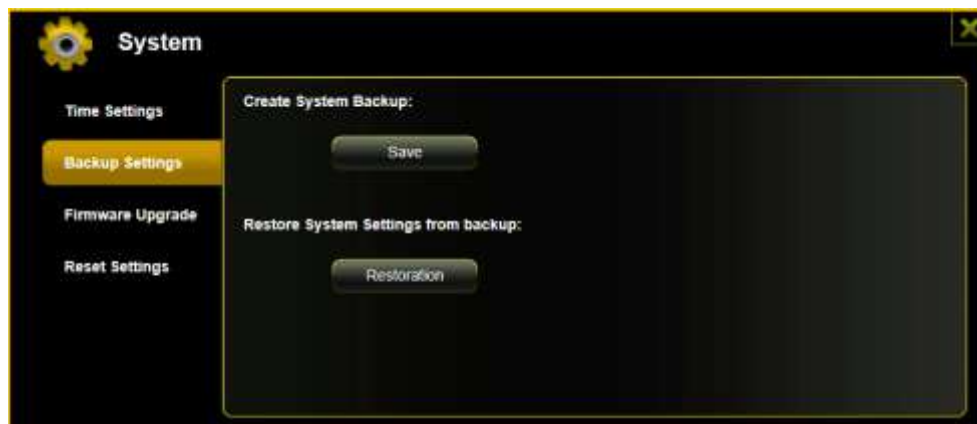 System
Time Settings
Backup Settings
Firmware Upgrade
Reset Settings
Create System Backup:
Save
Restore System Settings from backup:
Restoration